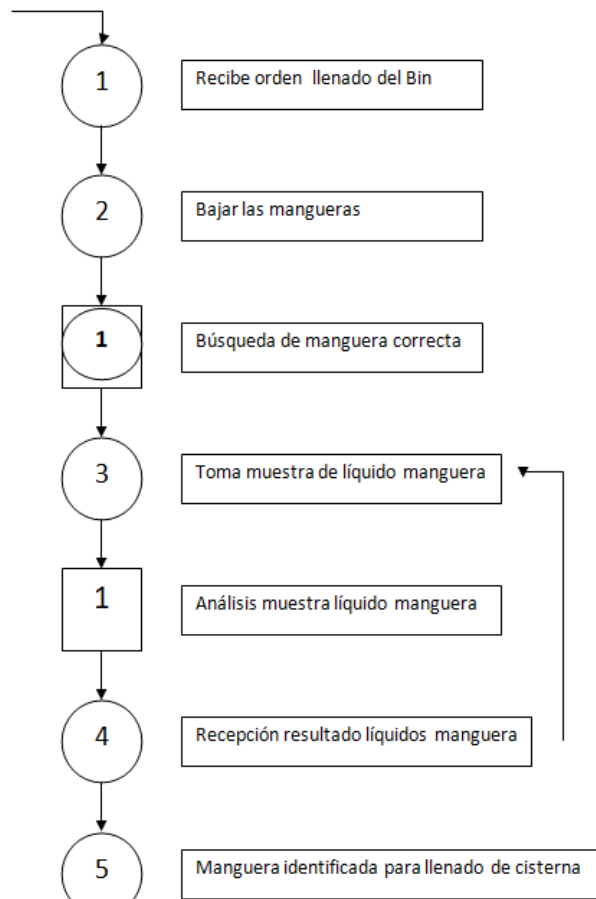 1
Recibe orden llenado del Bin
2
Bajar las mangueras
1
Búsqueda de manguera correcta
3
Toma muestra de líquido manguera
1
Análisis muestra líquido manguera
4
Recepción resultado líquidos manguera
5
Manguera identificada para llenado de cisterna